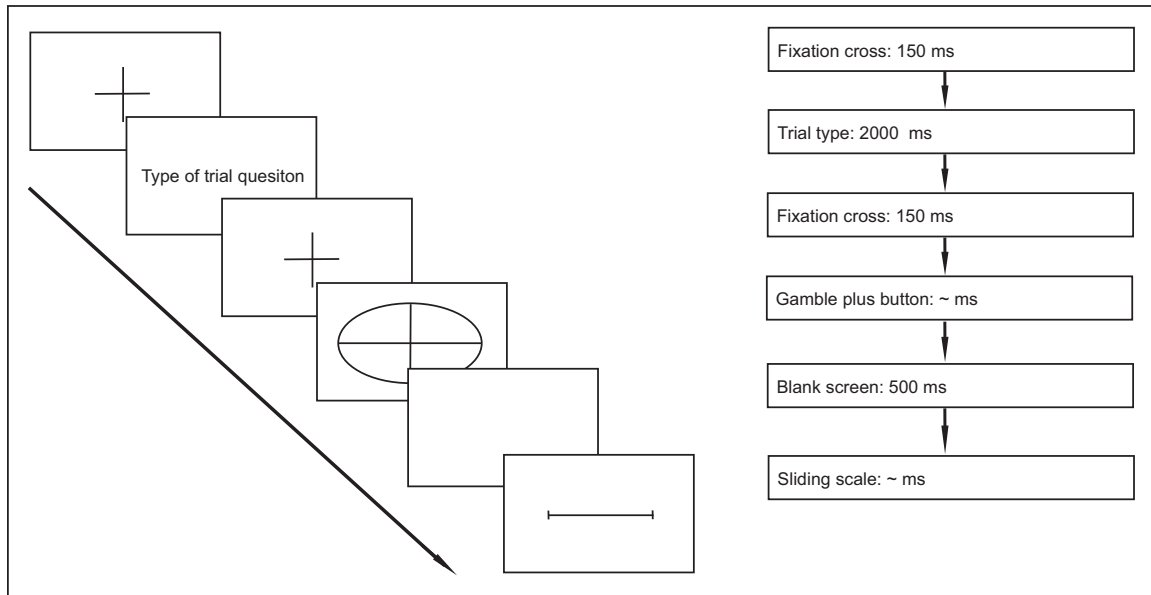 Type of trial quesiton
Fixation cross: 150 ms
Trial type: 2000  ms
Fixation cross: 150 ms
Gamble plus button: ~ ms
Blank screen: 500 ms
Sliding scale: ~ ms